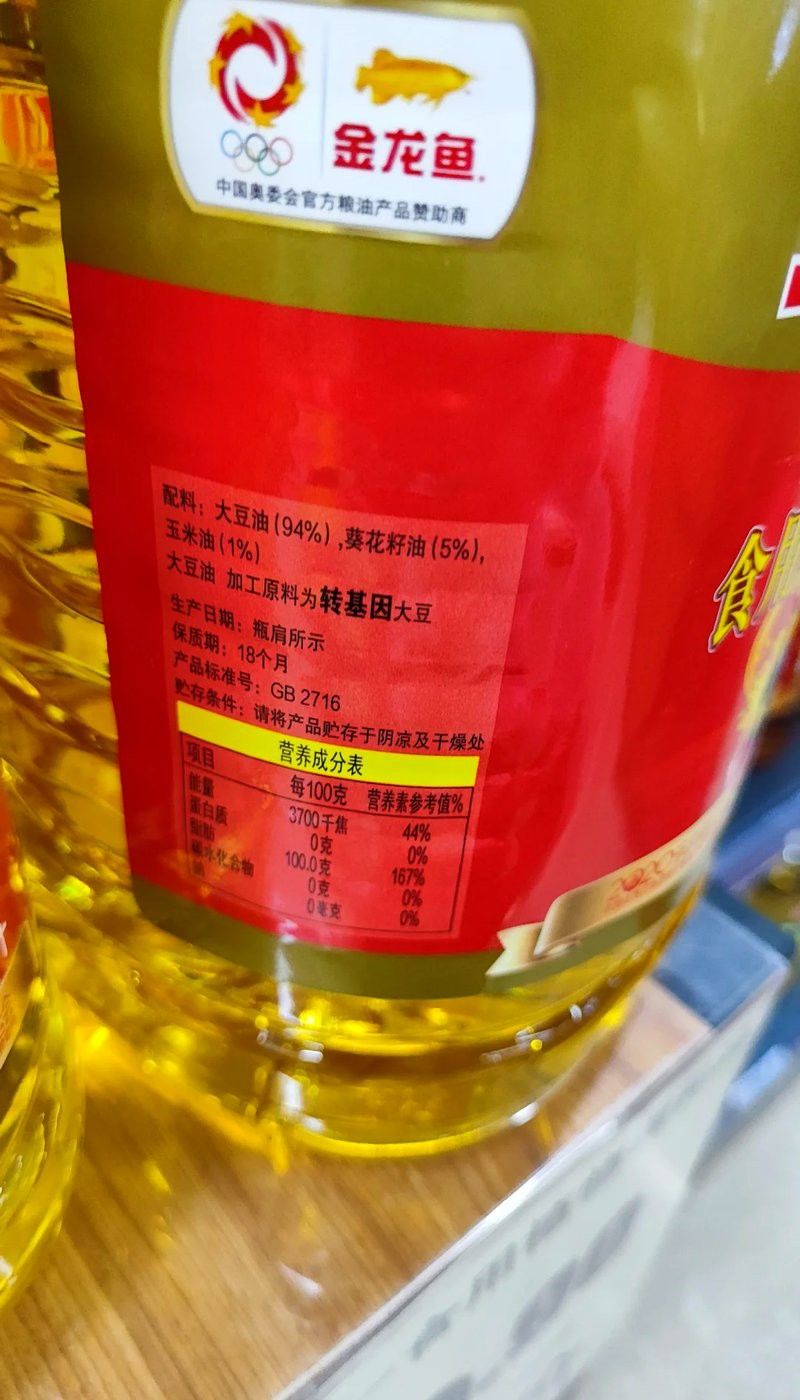 金龙鱼
中国奥委会官方粮油产品赞助商
配料：大豆油(94%),葵花籽油(5%),
玉米油(1%)
大豆油 加工原料为转基因大豆
生产日期：瓶肩所示
保质期：18个月
产品标准号：GB 2716
贮存条件：请将产品贮存于阴凉及干燥处
营养成分表
项目 每100克 营养素参考值%
能量 3700千焦 44%
蛋白质 0克 0%
脂肪 100.0克 167%
碳水化合物 0克 0%
钠 0毫克 0%
食用